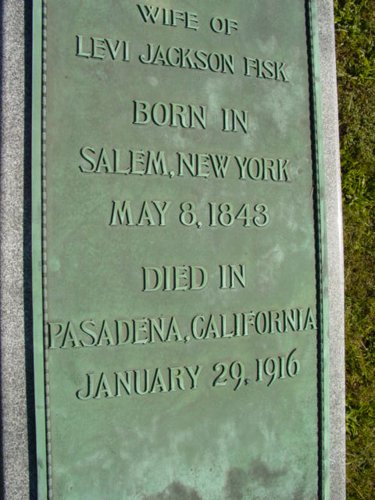 WIFE OF
LEVI JACKSON FISK.
BORN IN
SALEM, NEW YORK
MAY 8, 1843
DIED IN
PASADENA, CALIFORNIA
JANUARY 29, 1916